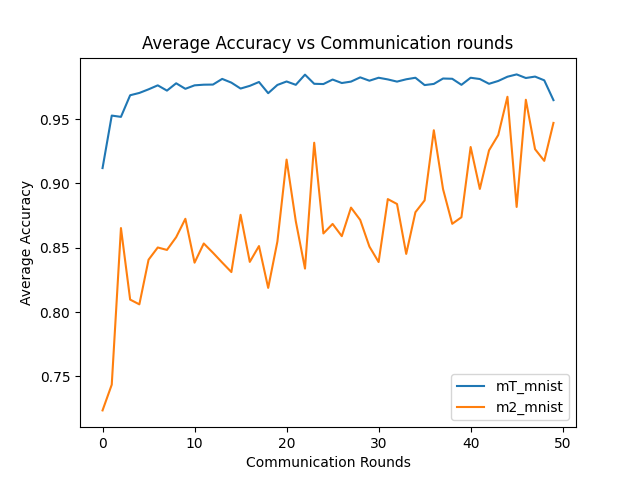 Average Accuracy vs Communication rounds
Average Accuracy
0.95
0.90
0.85
0.80
0.75
0
10
20
30
40
50
Communication Rounds
mT_mnist
m2_mnist